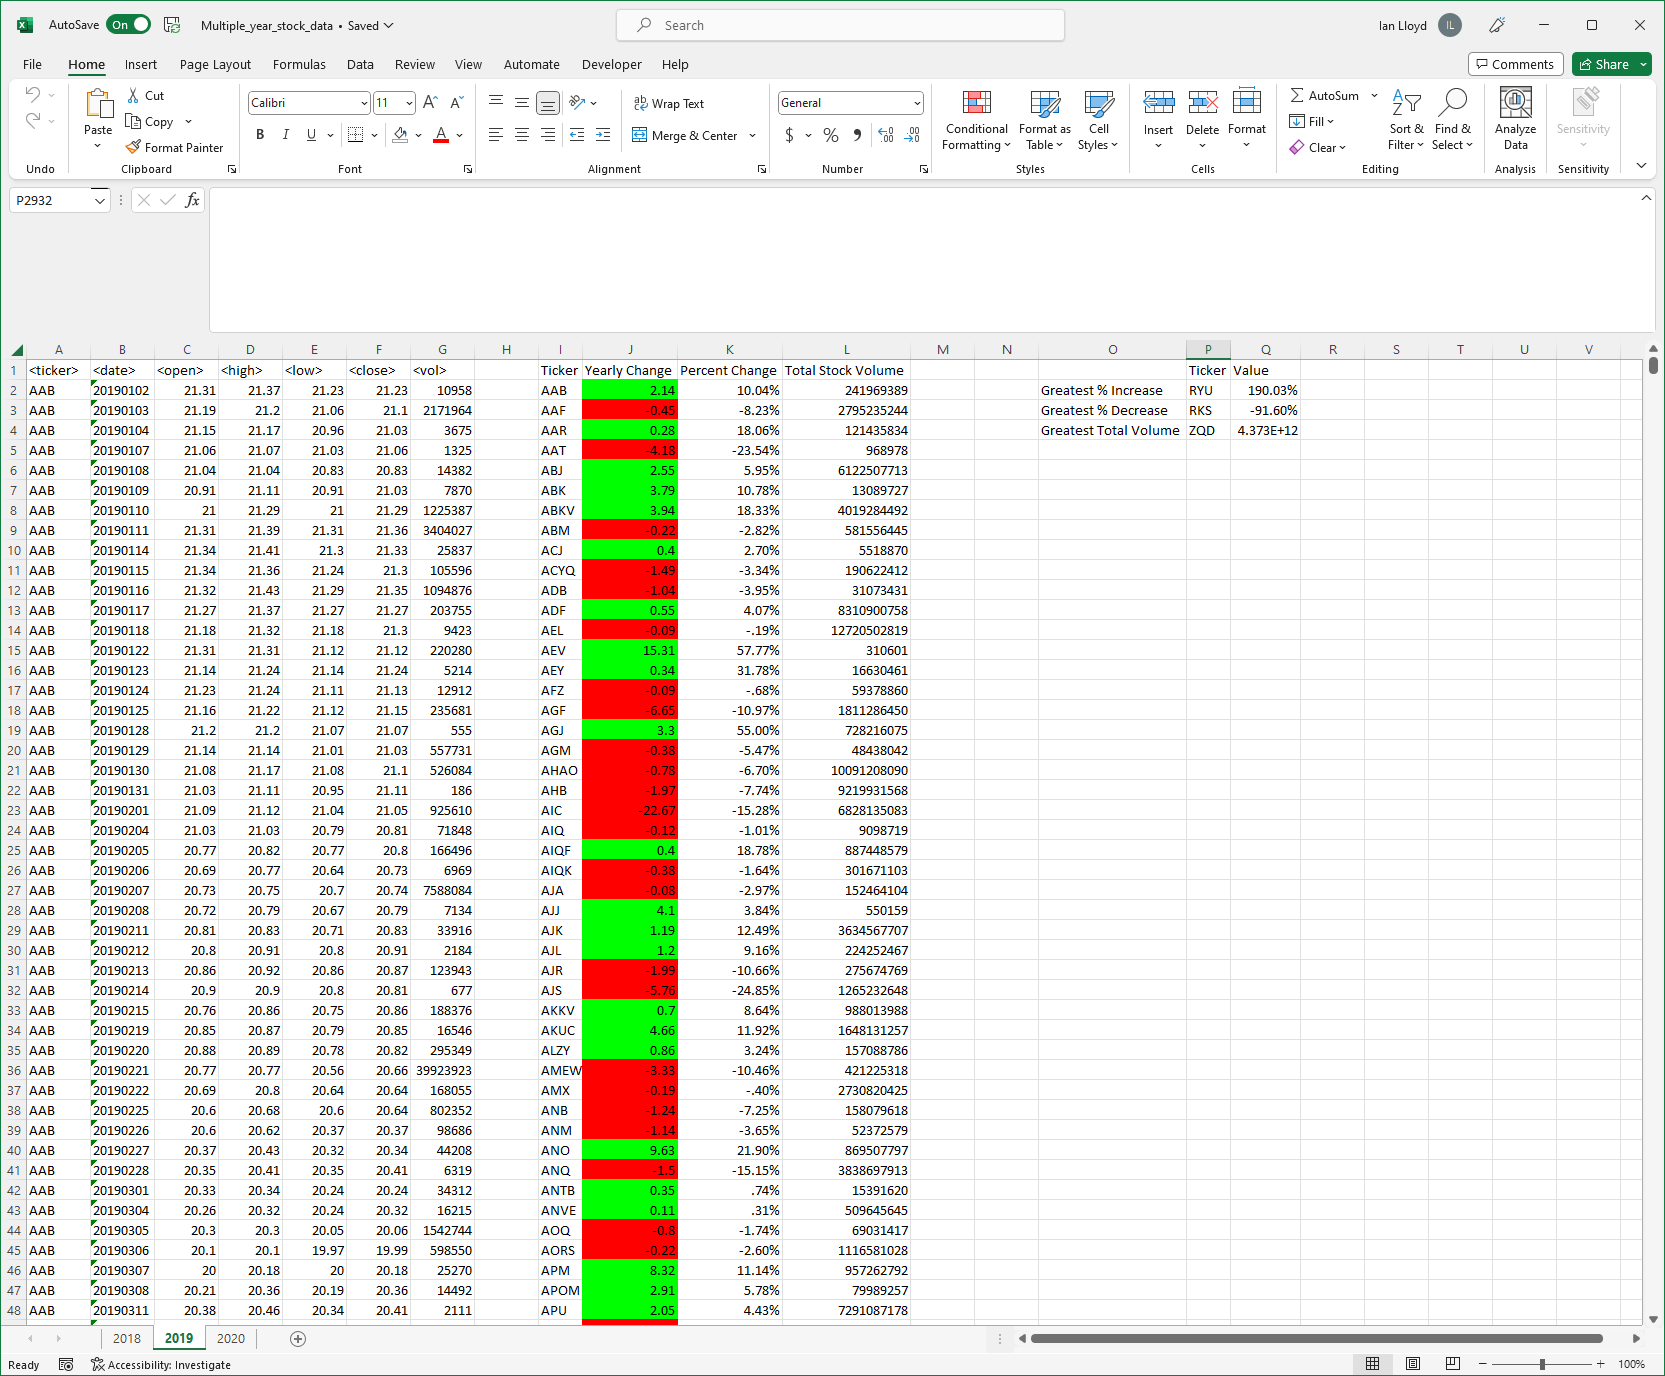 AutoSave On Multiple_year_stock_data • Saved Search Ian Lloyd IL
File Home Insert Page Layout Formulas Data Review View Automate Developer Help Comments Share
Undo
Paste Cut Copy Format Painter Clipboard
Calibri 11 B I U A Font
ab Wrap Text Merge & Center Alignment
General $ % Number
Conditional Formatting Format as Table Cell Styles Styles
Insert Delete Format Cells
AutoSum Fill Clear Sort & Filter Find & Select Editing
Analyze Data Analysis
Sensitivity Sensitivity
P2932 fx
A B C D E F G H I J K L M N O P Q R S T U V
1 <ticker> <date> <open> <high> <low> <close> <vol> Ticker Yearly Change Percent Change Total Stock Volume Ticker Value
2 AAB 20190102 21.31 21.37 21.23 21.23 10958 AAB 2.14 10.04% 241969389 Greatest % Increase RYU 190.03%
3 AAB 20190103 21.19 21.2 21.06 21.1 2171964 AAF -0.45 -8.23% 2795235244 Greatest % Decrease RKS -91.60%
4 AAB 20190104 21.15 21.17 20.96 21.03 3675 AAR 0.28 18.06% 121435834 Greatest Total Volume ZQD 4.373E+12
5 AAB 20190107 21.06 21.07 21.03 21.06 1325 AAT -4.18 -23.54% 968978
6 AAB 20190108 21.04 21.04 20.83 20.83 14382 ABJ 2.55 5.95% 6122507713
7 AAB 20190109 20.91 21.11 20.91 21.03 7870 ABK 3.79 10.78% 13089727
8 AAB 20190110 21 21.29 21 21.29 1225387 ABKV 3.94 18.33% 4019284492
9 AAB 20190111 21.31 21.39 21.31 21.36 3404027 ABM -0.22 -2.82% 581556445
10 AAB 20190114 21.34 21.41 21.3 21.33 25837 ACJ 0.4 2.70% 5518870
11 AAB 20190115 21.34 21.36 21.24 21.3 105596 ACYQ -1.49 -3.34% 190622412
12 AAB 20190116 21.32 21.43 21.29 21.35 1094876 ADB -1.04 -3.95% 31073431
13 AAB 20190117 21.27 21.37 21.27 21.27 203755 ADF 0.55 4.07% 8310900758
14 AAB 20190118 21.18 21.32 21.18 21.3 9423 AEL -0.09 -.19% 12720502819
15 AAB 20190122 21.31 21.31 21.12 21.12 220280 AEV 15.31 57.77% 310601
16 AAB 20190123 21.14 21.24 21.14 21.24 5214 AEY 0.34 31.78% 16630461
17 AAB 20190124 21.23 21.24 21.11 21.13 12912 AFZ -0.09 -.68% 59378860
18 AAB 20190125 21.16 21.22 21.12 21.15 235681 AGF -6.65 -10.97% 1811286450
19 AAB 20190128 21.2 21.2 21.07 21.07 555 AGJ 3.3 55.00% 728216075
20 AAB 20190129 21.14 21.14 21.01 21.03 557731 AGM -0.38 -5.47% 48438042
21 AAB 20190130 21.08 21.17 21.08 21.1 526084 AHAO -0.78 -6.70% 10091208090
22 AAB 20190131 21.03 21.11 20.95 21.11 186 AHB -1.97 -7.74% 9219931568
23 AAB 20190201 21.09 21.12 21.04 21.05 925610 AIC -22.67 -15.28% 6828135083
24 AAB 20190204 21.03 21.03 20.79 20.81 71848 AIQ -0.12 -1.01% 9098719
25 AAB 20190205 20.77 20.82 20.77 20.8 166496 AIQF 0.4 18.78% 887448579
26 AAB 20190206 20.69 20.77 20.64 20.73 6969 AIQK -0.38 -1.64% 301671103
27 AAB 20190207 20.73 20.75 20.7 20.74 7588084 AJA -0.08 -2.97% 152464104
28 AAB 20190208 20.72 20.79 20.67 20.79 7134 AJJ 4.1 3.84% 550159
29 AAB 20190211 20.81 20.83 20.71 20.83 33916 AJK 1.19 12.49% 3634567707
30 AAB 20190212 20.8 20.91 20.8 20.91 2184 AJL 1.2 9.16% 224252467
31 AAB 20190213 20.86 20.92 20.86 20.87 123943 AJR -1.99 -10.66% 275674769
32 AAB 20190214 20.9 20.9 20.8 20.81 677 AJS -5.76 -24.85% 1265232648
33 AAB 20190215 20.76 20.86 20.75 20.86 188376 AKKV 0.7 8.64% 988013988
34 AAB 20190219 20.85 20.87 20.79 20.85 16546 AKUC 4.66 11.92% 1648131257
35 AAB 20190220 20.88 20.89 20.78 20.82 295349 ALZY 0.86 3.24% 157088786
36 AAB 20190221 20.77 20.77 20.56 20.66 39923923 AMEW -3.33 -10.46% 421225318
37 AAB 20190222 20.69 20.8 20.64 20.64 168055 AMX -0.19 -.40% 2730820425
38 AAB 20190225 20.6 20.68 20.6 20.64 802352 ANB -1.24 -7.25% 158079618
39 AAB 20190226 20.6 20.62 20.37 20.37 98686 ANM -1.14 -3.65% 52372579
40 AAB 20190227 20.37 20.43 20.32 20.34 44208 ANO 9.63 21.90% 869507797
41 AAB 20190228 20.35 20.41 20.35 20.41 6319 ANQ -1.5 -15.15% 3838697913
42 AAB 20190301 20.33 20.34 20.24 20.24 34312 ANTB 0.35 .74% 15391620
43 AAB 20190304 20.26 20.32 20.24 20.32 16215 ANVE 0.11 .31% 509645645
44 AAB 20190305 20.3 20.3 20.05 20.06 1542744 AOQ -0.8 -1.74% 69031417
45 AAB 20190306 20.1 20.1 19.97 19.99 598550 AORS -0.22 -2.60% 1116581028
46 AAB 20190307 20 20.18 20 20.18 25270 APM 8.32 11.14% 957262792
47 AAB 20190308 20.21 20.36 20.19 20.36 14492 APOM 2.91 5.78% 79989257
48 AAB 20190311 20.38 20.46 20.34 20.41 2111 APU 2.05 4.43% 7291087178
2018 2019 2020
Ready Accessibility: Investigate 100%